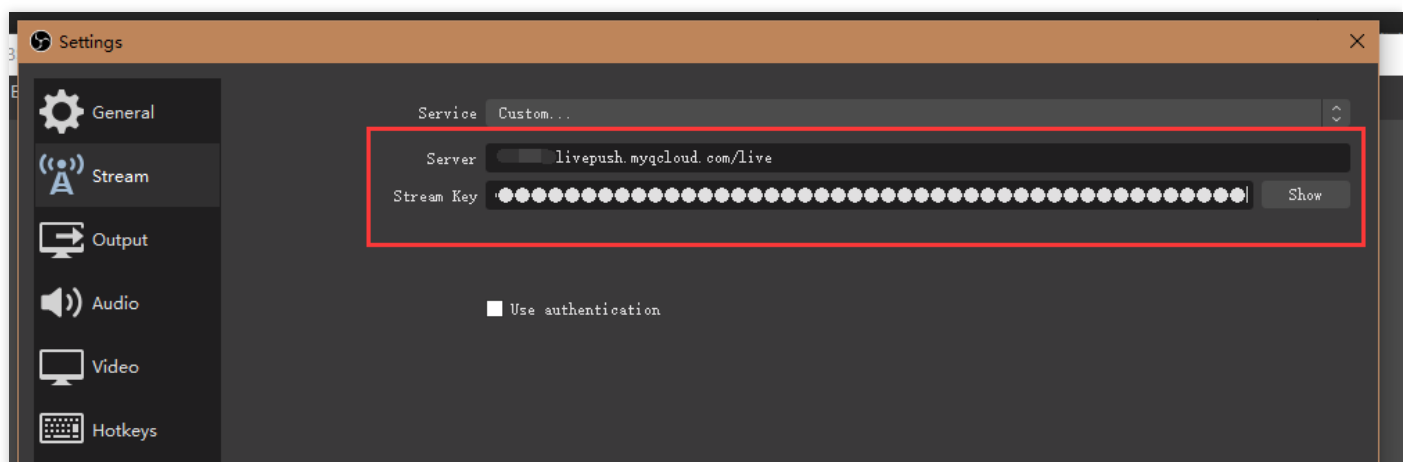 Settings
General
Stream
Output
Audio
Video
Hotkeys
Service Custom...
Server livepush.myqcloud.com/live
Stream Key ●●●●●●●●●●●●●●●●●●●●●●●●●●●●●●●●●●●●●●●●●●●●● Show
Use authentication